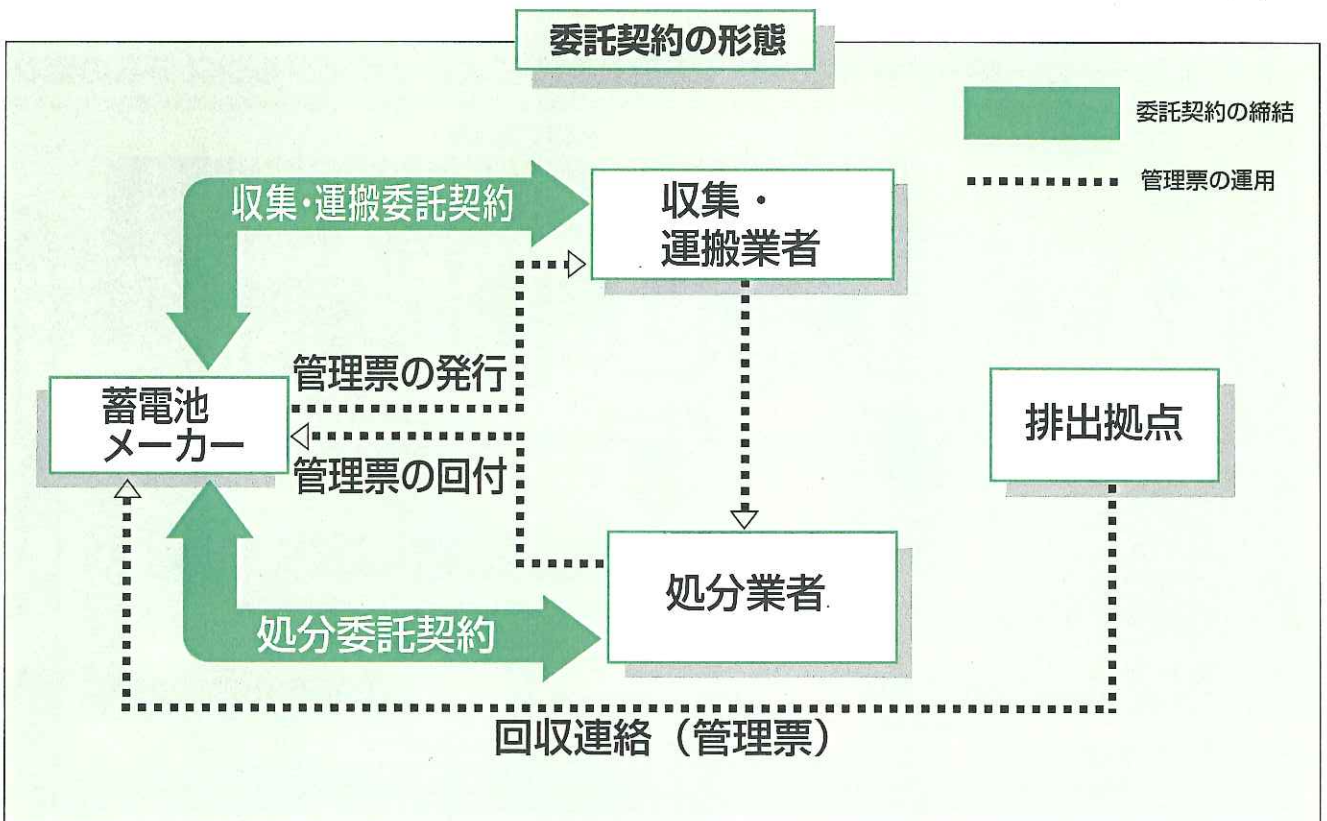 委託契約の形態
委託契約の締結
管理票の運用
収集・運搬委託契約
収集・
運搬業者
管理票の発行
蓄電池
メーカー
管理票の回付
排出拠点
処分業者
処分委託契約
回収連絡（管理票）